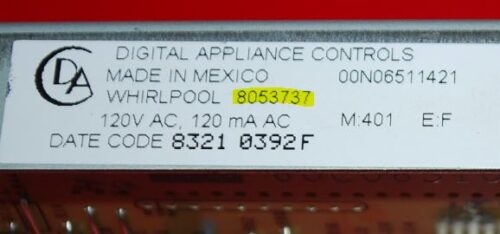 DA
DIGITAL APPLIANCE CONTROLS
MADE IN MEXICO 00N06511421
WHIRLPOOL 8053737
120V AC, 120 mA AC M:401 E:F
DATE CODE 8321 0392F